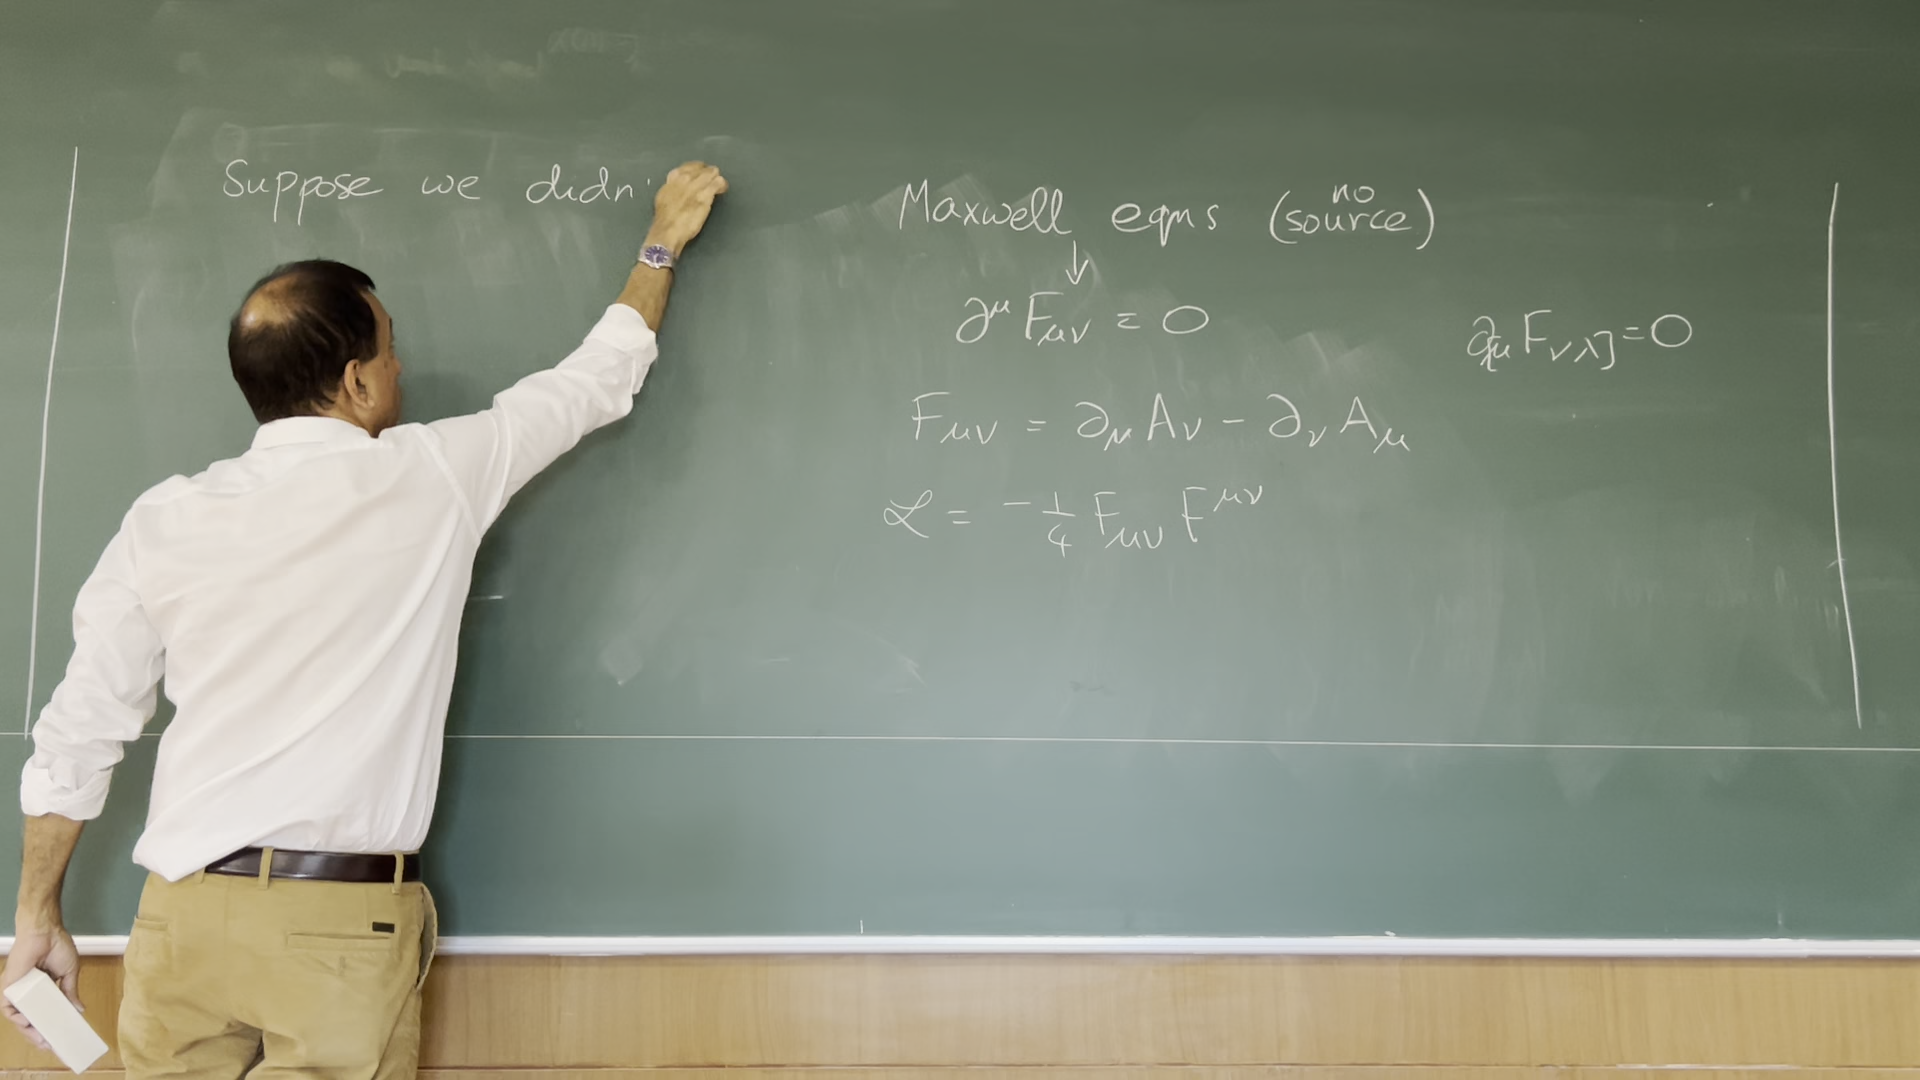 Suppose we didn'
Maxwell eqns (no source)
↓
∂^μ F_μν = 0
∂_[μ F_νλ] = 0
F_μν = ∂_μ A_ν - ∂_ν A_μ
ℒ = -1/4 F_μν F^μν